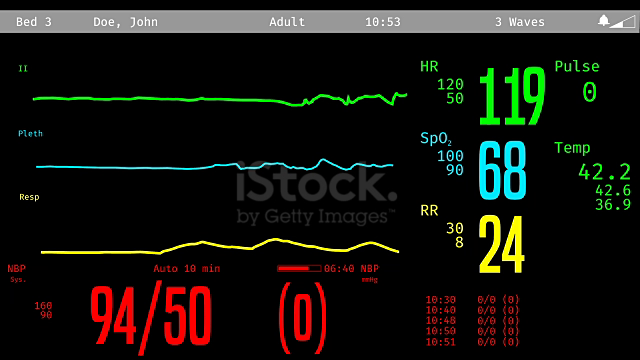 Bed 3 Doe, John Adult 10:53 3 Waves
II
HR 120 50 119
Pulse 0
Pleth
SpO₂ 100 90 68
Temp 42.2 42.6 36.9
iStock.
by Getty Images™
Resp
RR 30 8 24
NBP Sys. Auto 10 min 06:40 NBP mmHg
160 90 94/50 (0)
10:30 0/0 (0)
10:40 0/0 (0)
10:48 0/0 (0)
10:50 0/0 (0)
10:51 0/0 (0)